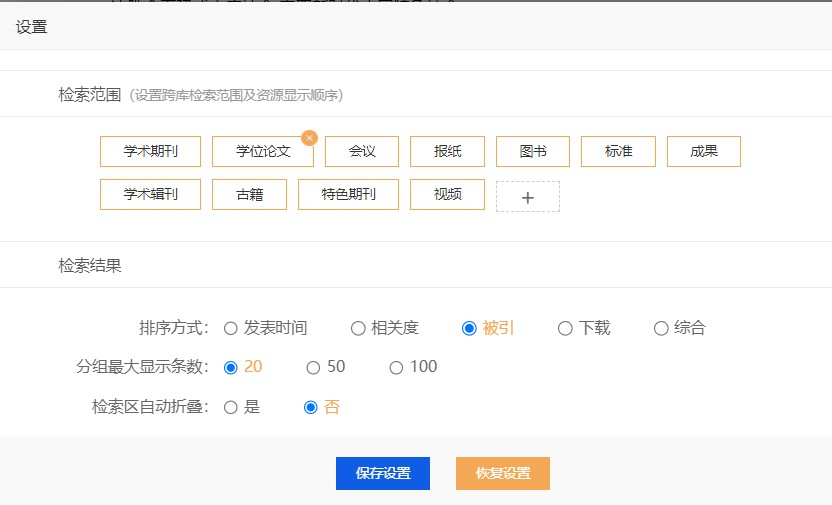 设置
检索范围（设置跨库检索范围及资源显示顺序）
学术期刊 学位论文 会议 报纸 图书 标准 成果
学术辑刊 古籍 特色期刊 视频 +
检索结果
排序方式： 发表时间 相关度 被引 下载 综合
分组最大显示条数： 20 50 100
检索区自动折叠： 是 否
保存设置 恢复设置